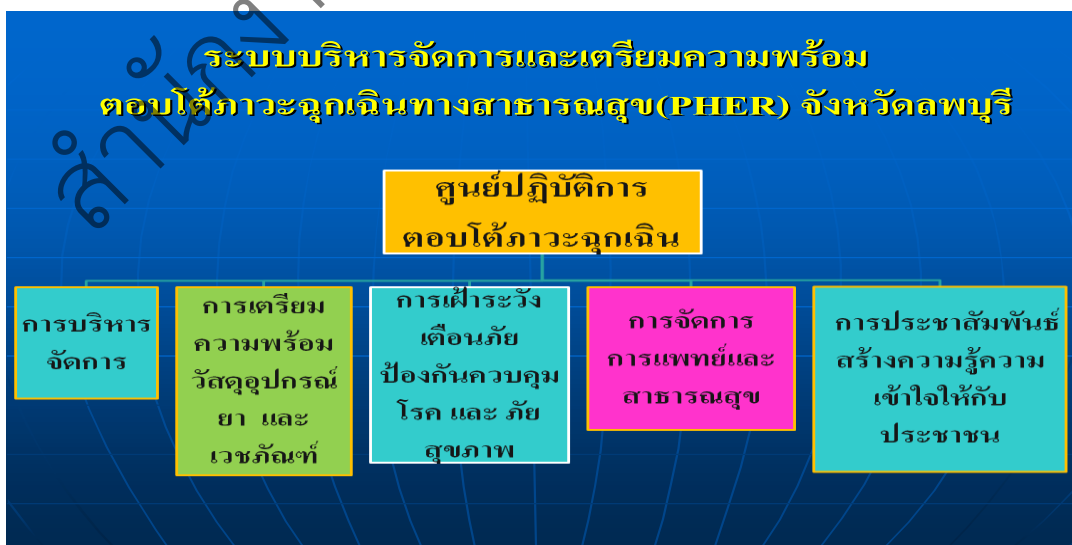 ระบบบริหารจัดการและเตรียมความพร้อม
ตอบโต้ภาวะฉุกเฉินทางสาธารณสุข(PHER) จังหวัดลพบุรี
ศูนย์ปฏิบัติการ
ตอบโต้ภาวะฉุกเฉิน
การบริหาร
จัดการ
การเตรียม
ความพร้อม
วัสดุอุปกรณ์
ยา และ
เวชภัณฑ์
การเฝ้าระวัง
เตือนภัย
ป้องกันควบคุม
โรค และ ภัย
สุขภาพ
การจัดการ
การแพทย์และ
สาธารณสุข
การประชาสัมพันธ์
สร้างความรู้ความ
เข้าใจให้กับ
ประชาชน
สำนักง